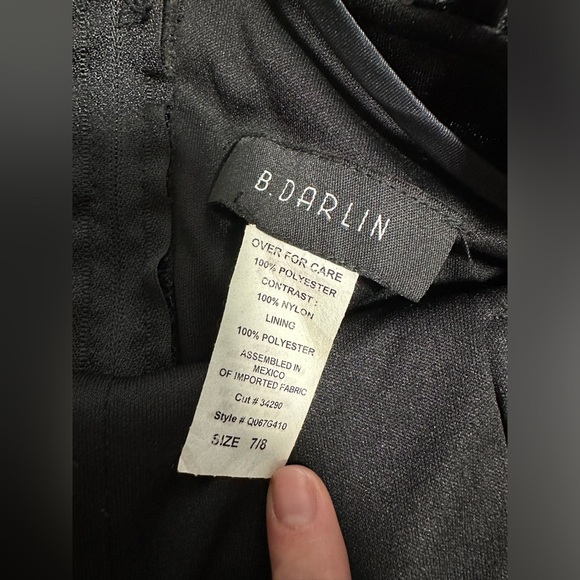 B.DARLIN
OVER FOR CARE
100% POLYESTER
CONTRAST :
100% NYLON
LINING
100% POLYESTER
ASSEMBLED IN
MEXICO
OF IMPORTED FABRIC
Cut # 34290
Style # Q067G410
SIZE 7/8